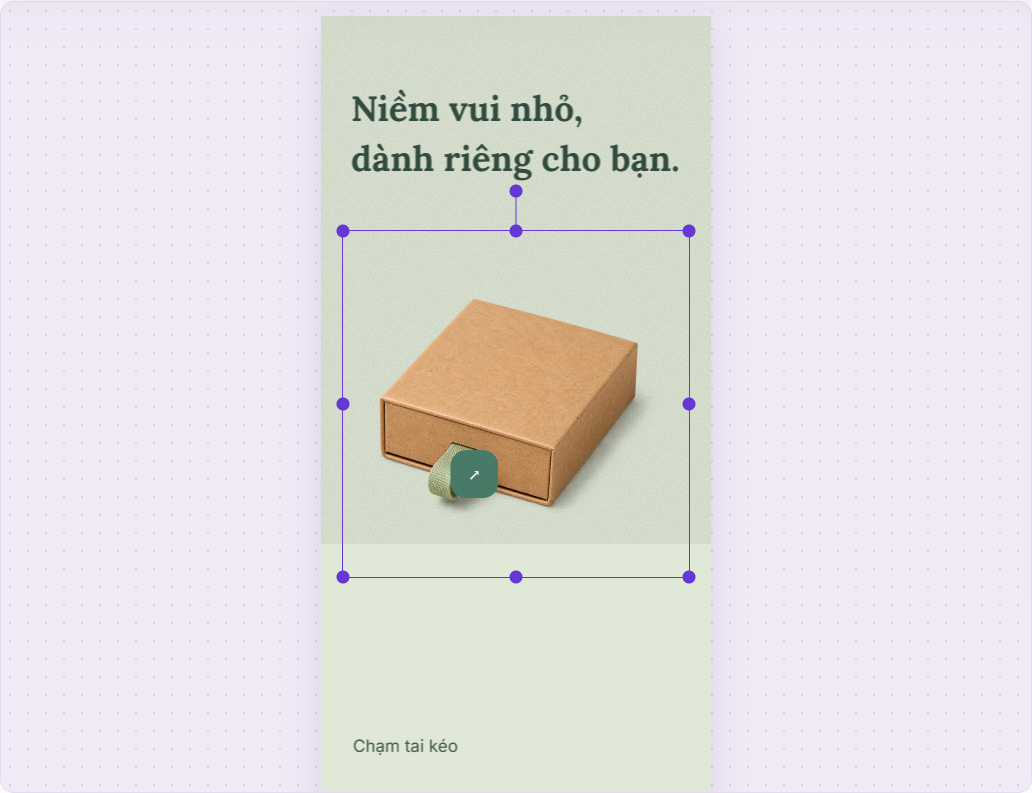 Niềm vui nhỏ,
dành riêng cho bạn.
Chạm tai kéo